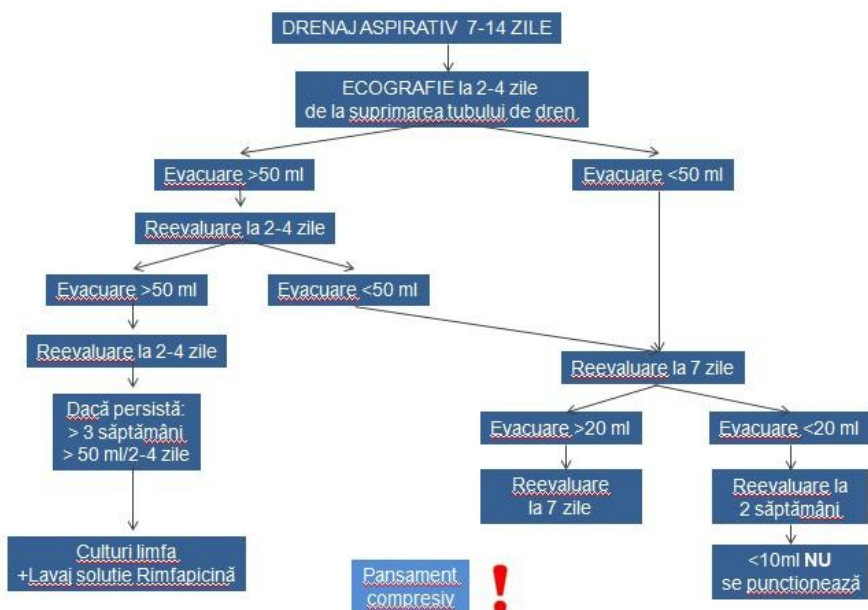 DRENAJ ASPIRATIV 7-14 ZILE
ECOGRAFIE la 2-4 zile
de la suprimarea tubului de dren
Evacuare >50 ml
Evacuare <50 ml
Reevaluare la 2-4 zile
Evacuare >50 ml
Evacuare <50 ml
Reevaluare la 2-4 zile
Reevaluare la 7 zile
Dacă persistă:
> 3 săptămâni
> 50 ml/2-4 zile
Evacuare >20 ml
Evacuare <20 ml
Reevaluare
la 7 zile
Reevaluare la
2 săptămâni
Culturi limfa
+Lavaj solutie Rimfapicină
Pansament
compresiv
!
<10ml NU
se puncționează